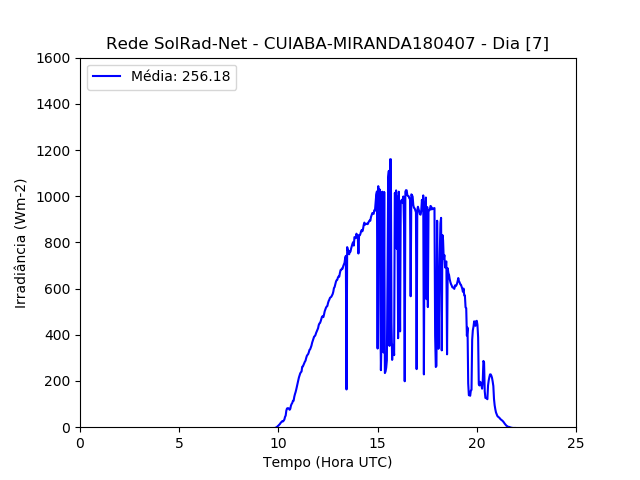 Rede SolRad-Net - CUIABA-MIRANDA180407 - Dia [7]
Média: 256.18
Irradiância (Wm-2)
1600
1400
1200
1000
800
600
400
200
0
0 5 10 15 20 25
Tempo (Hora UTC)